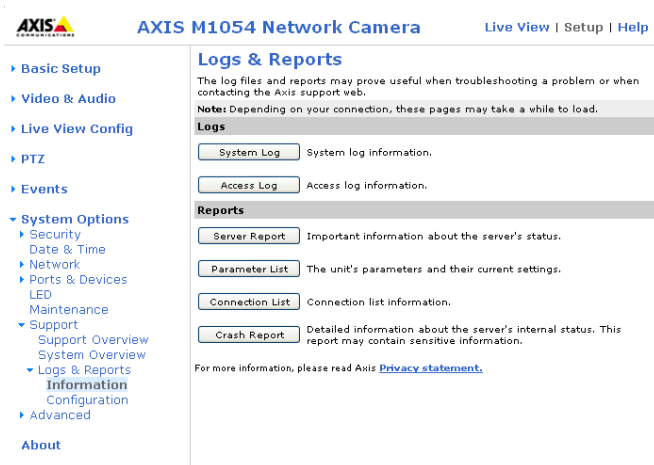 AXIS
COMMUNICATIONS
AXIS M1054 Network Camera
Live View | Setup | Help
Basic Setup
Video & Audio
Live View Config
PTZ
Events
System Options
Security
Date & Time
Network
Ports & Devices
LED
Maintenance
Support
Support Overview
System Overview
Logs & Reports
Information
Configuration
Advanced
About
Logs & Reports
The log files and reports may prove useful when troubleshooting a problem or when
contacting the Axis support web.
Note: Depending on your connection, these pages may take a while to load.
Logs
System Log System log information.
Access Log Access log information.
Reports
Server Report Important information about the server's status.
Parameter List The unit's parameters and their current settings.
Connection List Connection list information.
Crash Report Detailed information about the server's internal status. This
report may contain sensitive information.
For more information, please read Axis Privacy statement.